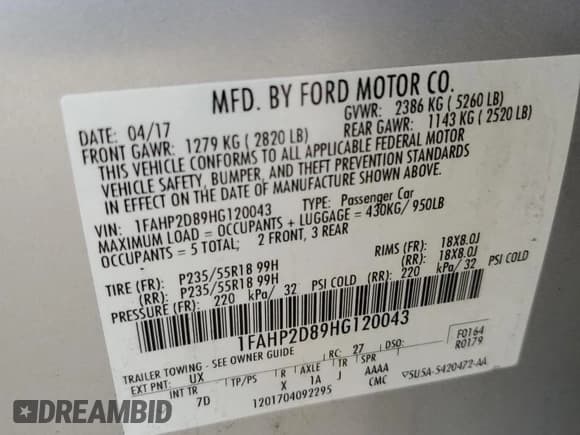 MFD. BY FORD MOTOR CO.
DATE: 04/17 GVWR: 2386 KG ( 5260 LB)
FRONT GAWR: 1279 KG ( 2820 LB) REAR GAWR: 1143 KG ( 2520 LB)
THIS VEHICLE CONFORMS TO ALL APPLICABLE FEDERAL MOTOR
VEHICLE SAFETY, BUMPER, AND THEFT PREVENTION STANDARDS
IN EFFECT ON THE DATE OF MANUFACTURE SHOWN ABOVE.
VIN: 1FAHP2D89HG120043 TYPE: Passenger Car
MAXIMUM LOAD = OCCUPANTS + LUGGAGE = 430KG/ 950LB
OCCUPANTS = 5 TOTAL; 2 FRONT, 3 REAR
TIRE (FR): P235/55R18 99H RIMS (FR): 18X8.0J
(RR): P235/55R18 99H (RR): 18X8.0J
PRESSURE (FR): 220 kPa/ 32 PSI COLD (RR): 220 kPa/ 32 PSI COLD
1FAHP2D89HG120043
TRAILER TOWING - SEE OWNER GUIDE RC: 27 DSO: F0164
EXT PNT: UX R0179
INT TR TP/PS R AXLE TR SPR
7D X 1A J AAAA
1201704092295 CMC ▽5U5A-5420472-AA
DREAMBID